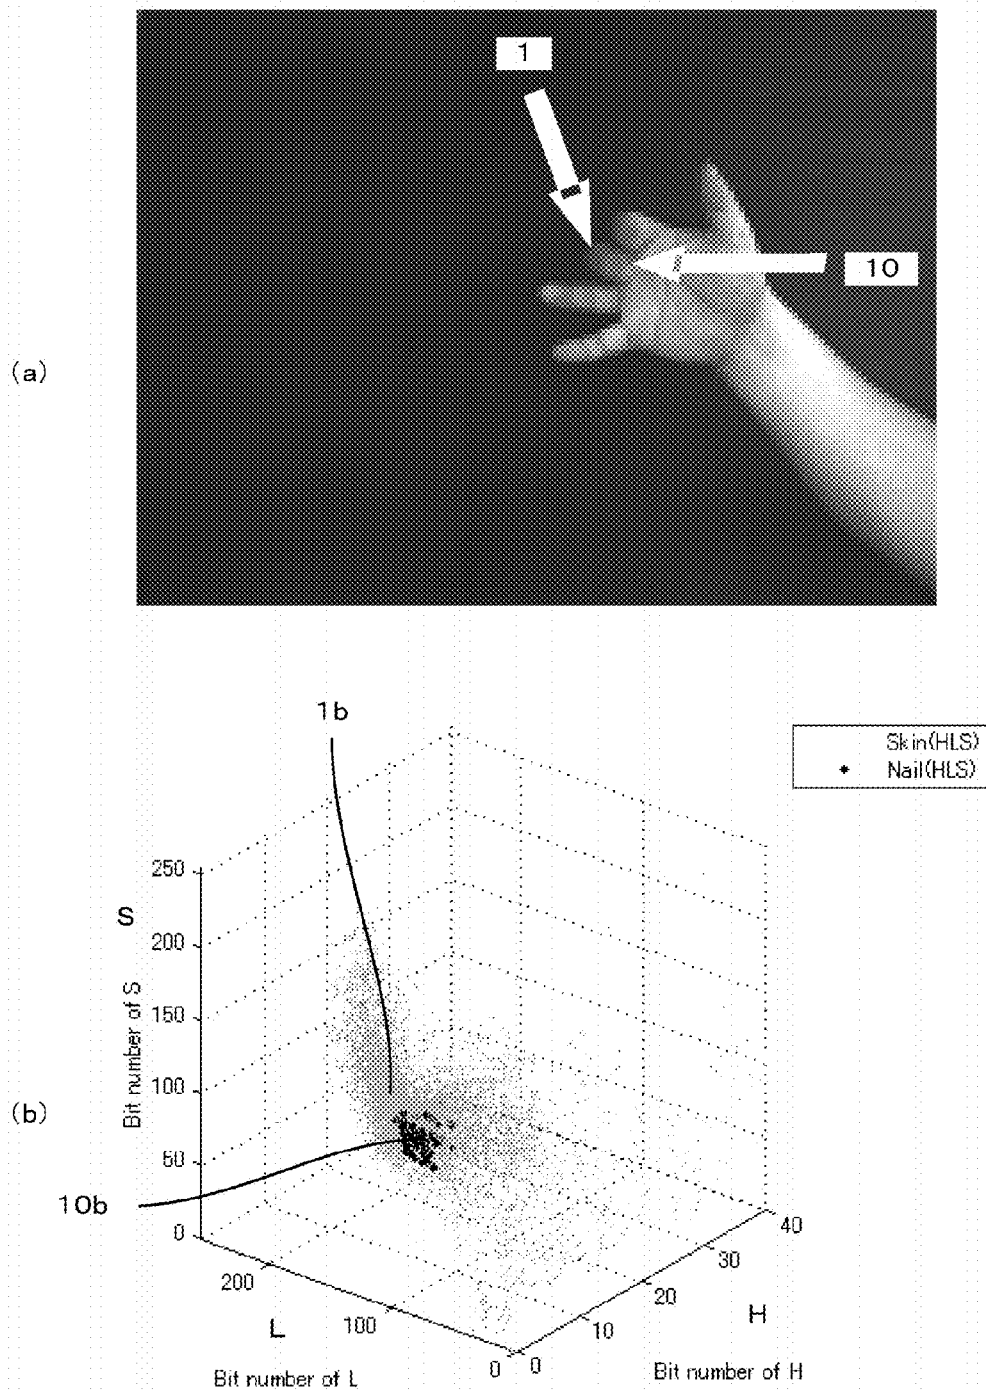 1
10
(a)
1b
Skin(HLS)
Nail(HLS)
250
S
200
150
Bit number of S
100
(b)
50
10b
0
40
30
200
20
H
100
L
10
0
0
Bit number of L
Bit number of H